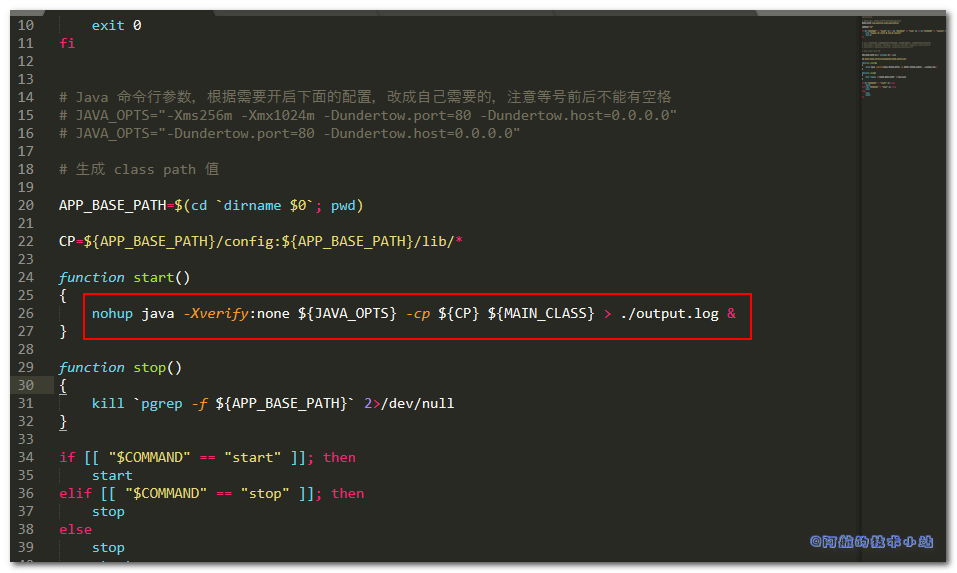 10 exit 0
11 fi
12
13
14 # Java 命令行参数, 根据需要开启下面的配置, 改成自己需要的, 注意等号前后不能有空格
15 # JAVA_OPTS="-Xms256m -Xmx1024m -Dundertow.port=80 -Dundertow.host=0.0.0.0"
16 # JAVA_OPTS="-Dundertow.port=80 -Dundertow.host=0.0.0.0"
17
18 # 生成 class path 值
19
20 APP_BASE_PATH=$(cd `dirname $0`; pwd)
21
22 CP=${APP_BASE_PATH}/config:${APP_BASE_PATH}/lib/*
23
24 function start()
25 {
26 nohup java -Xverify:none ${JAVA_OPTS} -cp ${CP} ${MAIN_CLASS} > ./output.log &
27 }
28
29 function stop()
30 {
31 kill `pgrep -f ${APP_BASE_PATH}` 2>/dev/null
32 }
33
34 if [[ "$COMMAND" == "start" ]]; then
35 start
36 elif [[ "$COMMAND" == "stop" ]]; then
37 stop
38 else
39 stop
@阿航的技术小站